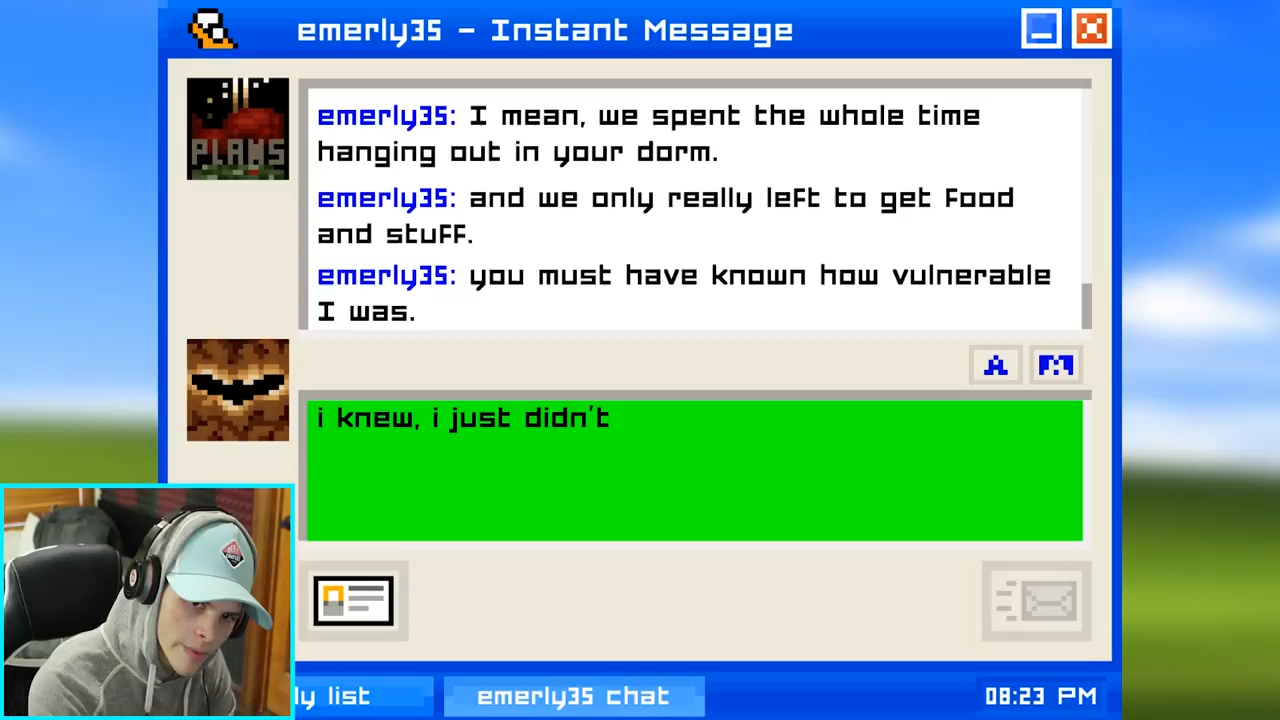 emerly35 - Instant Message
emerly35: I mean, we spent the whole time
hanging out in your dorm.
emerly35: and we only really left to get food
and stuff.
emerly35: you must have known how vulnerable
I was.
PLANS
A
i knew, i just didn't
ly list
emerly35 chat
08:23 PM